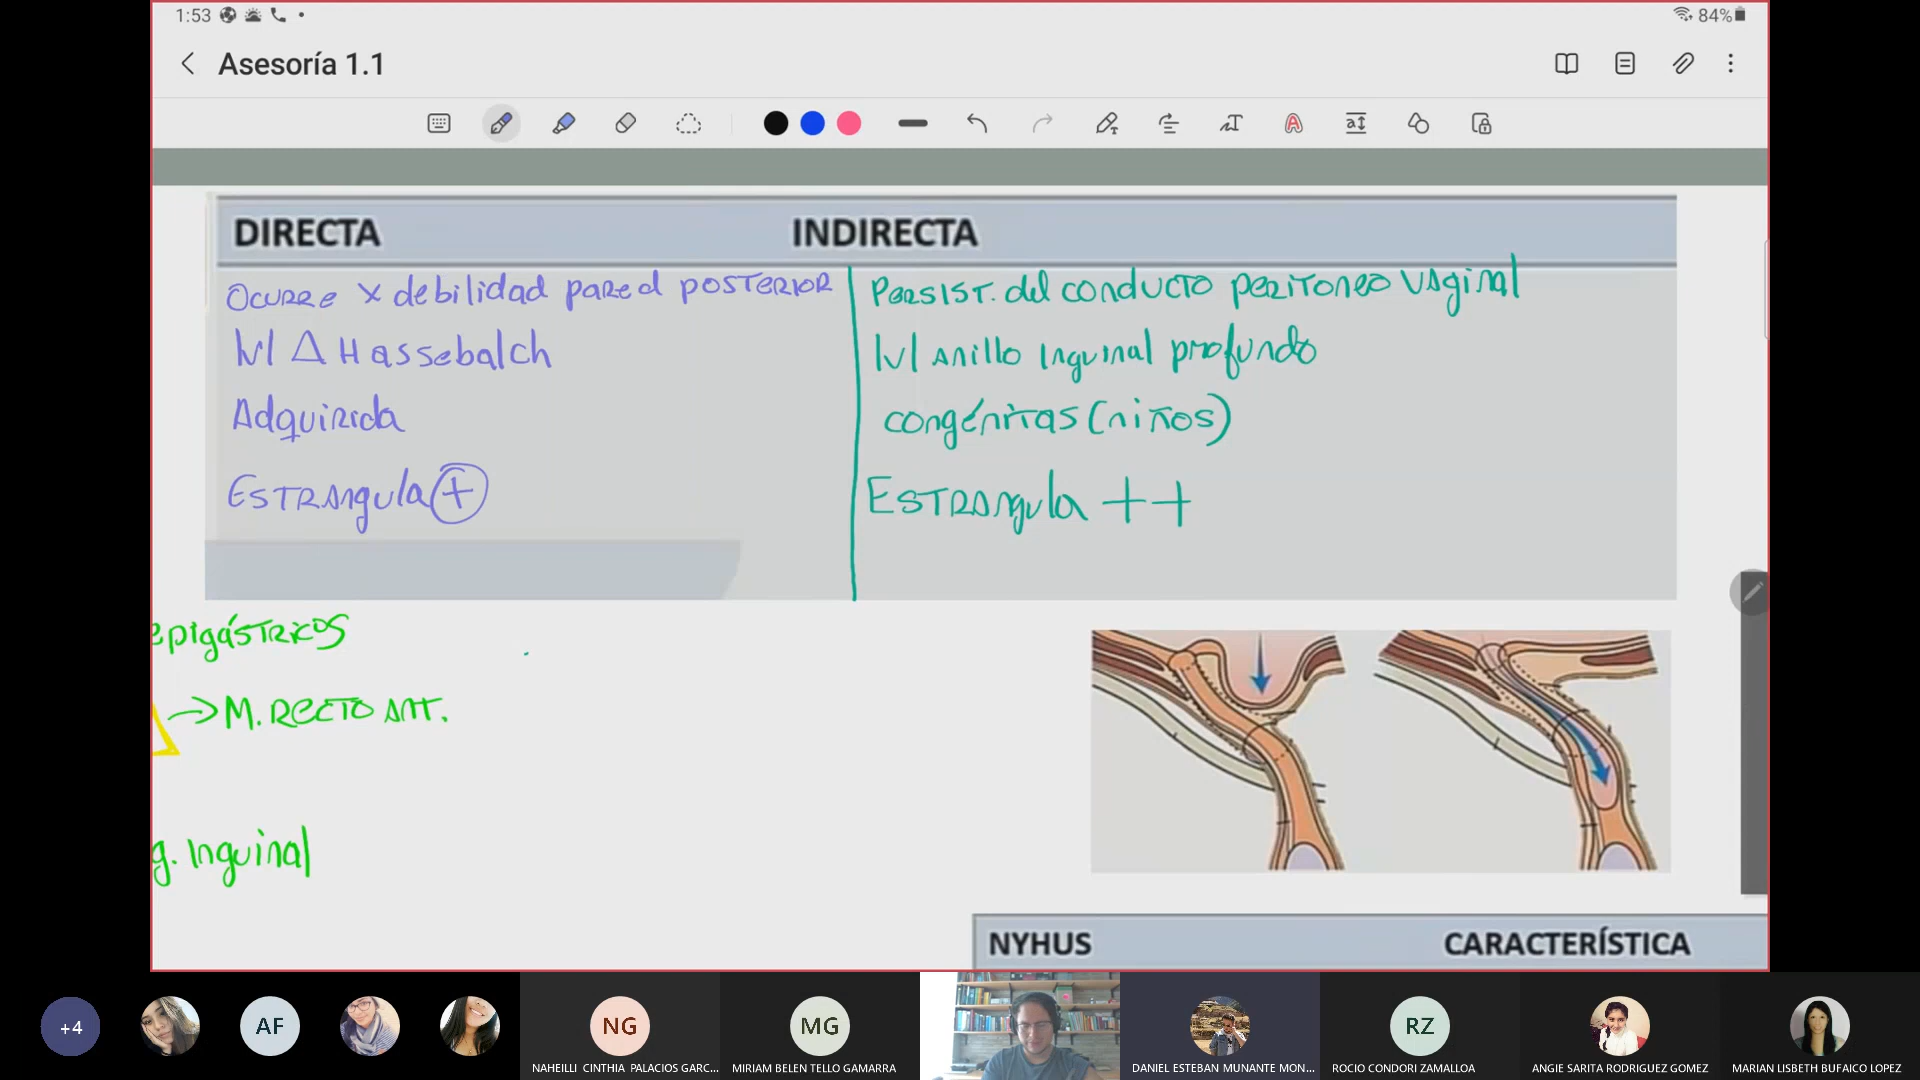 1:53
84%
Asesoría 1.1
DIRECTA INDIRECTA
Ocurre x debilidad pared posterior
Persist. del conducto peritoneo vaginal
lvl Δ Hassebalch
lvl anillo inguinal profundo
Adquirida
congénitas (niños)
Estrangula +
Estrangula ++
epigástricos
→ M. Recto Ant.
g. Inguinal
NYHUS CARACTERÍSTICA
+4
AF
NG
MG
RZ
NAHEILLI CINTHIA PALACIOS GARC...
MIRIAM BELEN TELLO GAMARRA
DANIEL ESTEBAN MUNANTE MON...
ROCIO CONDORI ZAMALLOA
ANGIE SARITA RODRIGUEZ GOMEZ
MARIAN LISBETH BUFAICO LOPEZ